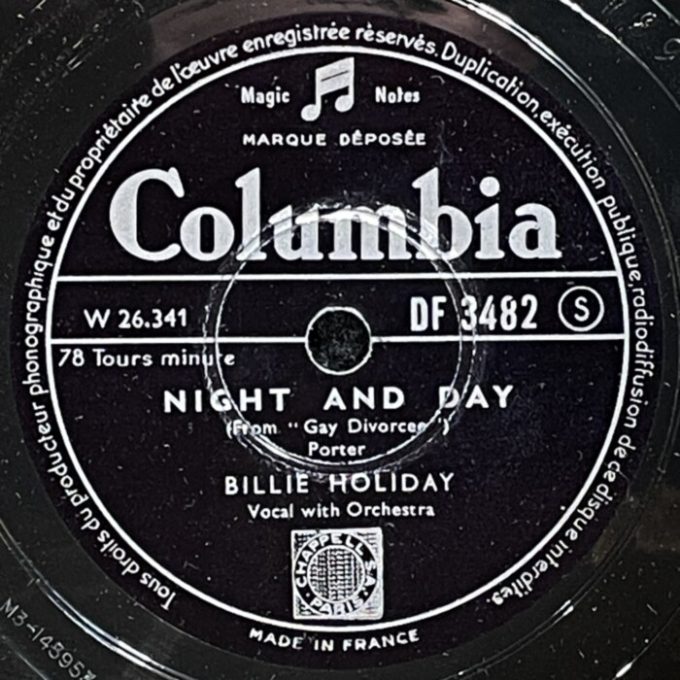 Tous droits du producteur phonographique et du propriétaire de l'œuvre enregistrée réservés. Duplication, exécution publique, radiodiffusion de ce disque interdites.
Magic Notes
MARQUE DÉPOSÉE
Columbia
W 26.341
DF 3482 S
78 Tours minute
NIGHT AND DAY
(From "Gay Divorcee")
Porter
BILLIE HOLIDAY
Vocal with Orchestra
CHAPPELL S.A.
PARIS
MADE IN FRANCE